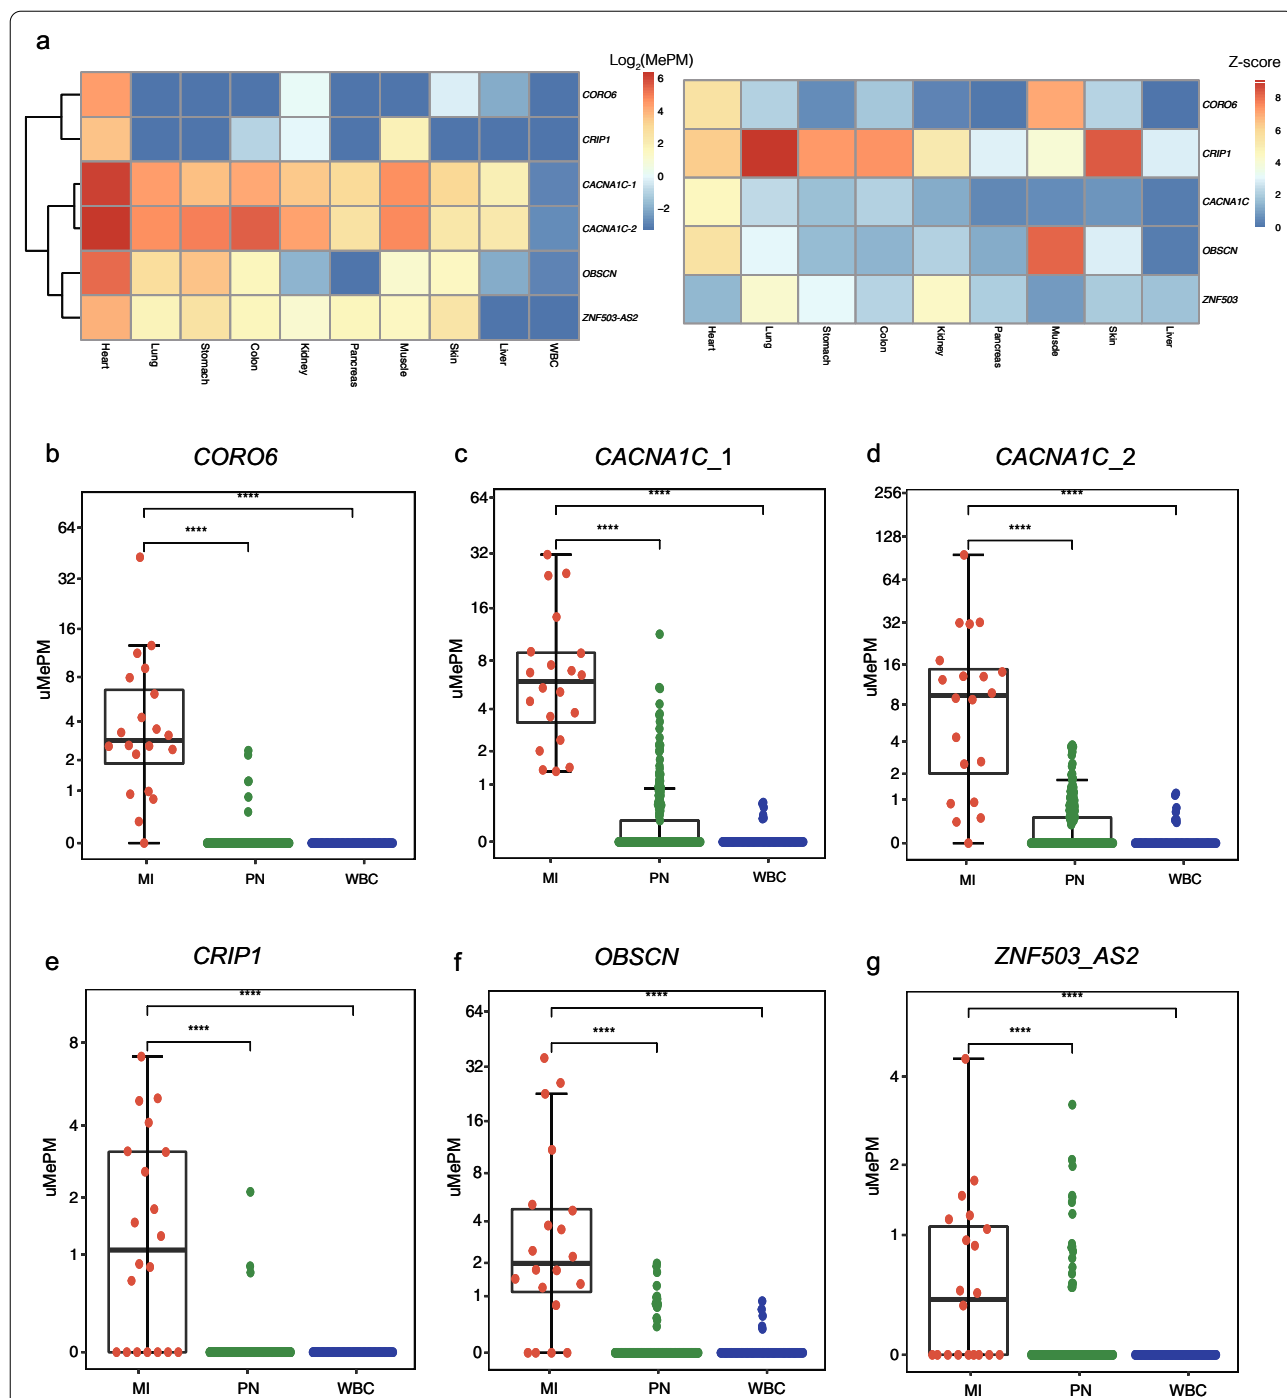 a
Log2(MePM)
6
4
2
0
−2
CORO6
CRIP1
CACNA1C-1
CACNA1C-2
OBSCN
ZNF503-AS2
Heart
Lung
Stomach
Colon
Kidney
Pancreas
Muscle
Skin
Liver
WBC
Z-score
8
6
4
2
0
CORO6
CRIP1
CACNA1C
OBSCN
ZNF503
Heart
Lung
Stomach
Colon
Kidney
Pancreas
Muscle
Skin
Liver
b
CORO6
uMePM
64
32
16
8
4
2
1
0
****
****
MI PN WBC
c
CACNA1C_1
uMePM
64
32
16
8
4
2
1
0
****
****
MI PN WBC
d
CACNA1C_2
uMePM
256
128
64
32
16
8
4
2
1
0
****
****
MI PN WBC
e
CRIP1
uMePM
8
4
2
1
0
****
****
MI PN WBC
f
OBSCN
uMePM
64
32
16
8
4
2
1
0
****
****
MI PN WBC
g
ZNF503_AS2
uMePM
4
2
1
0
****
****
MI PN WBC